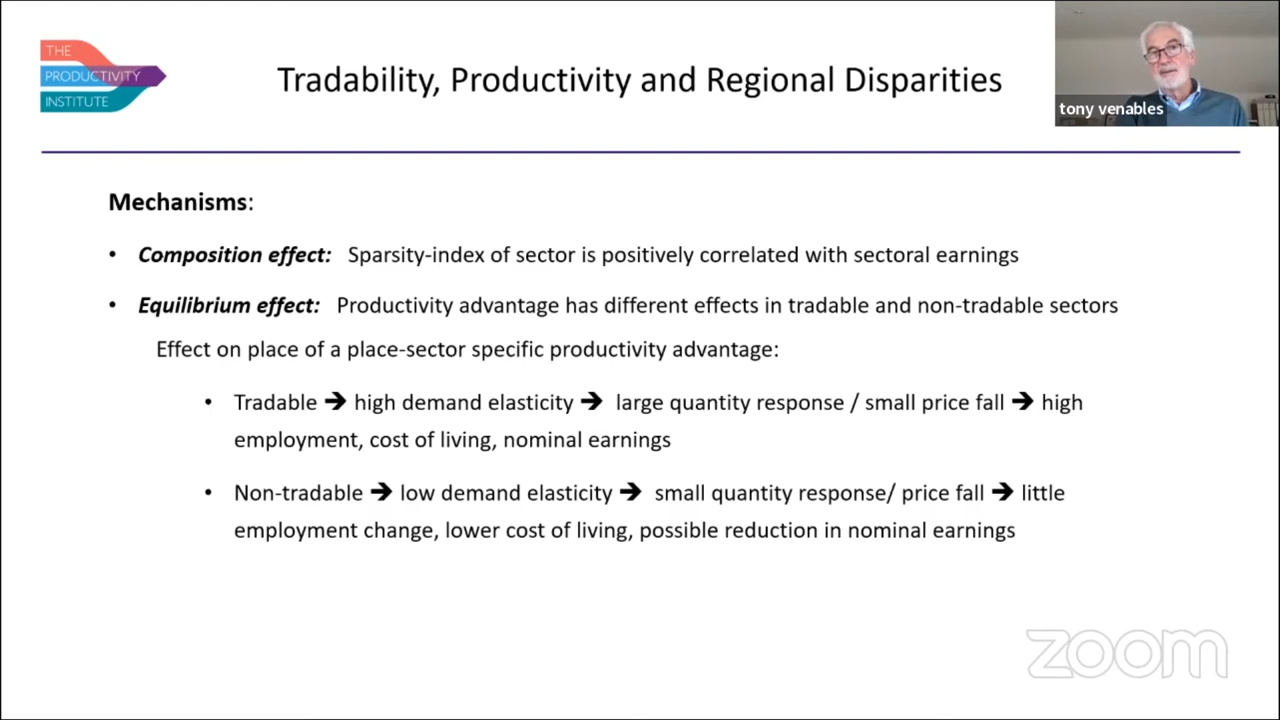 THE
PRODUCTIVITY
INSTITUTE
Tradability, Productivity and Regional Disparities
tony venables
Mechanisms:
• Composition effect: Sparsity-index of sector is positively correlated with sectoral earnings
• Equilibrium effect: Productivity advantage has different effects in tradable and non-tradable sectors
Effect on place of a place-sector specific productivity advantage:
• Tradable ➔ high demand elasticity ➔ large quantity response / small price fall ➔ high
employment, cost of living, nominal earnings
• Non-tradable ➔ low demand elasticity ➔ small quantity response/ price fall ➔ little
employment change, lower cost of living, possible reduction in nominal earnings
zoom